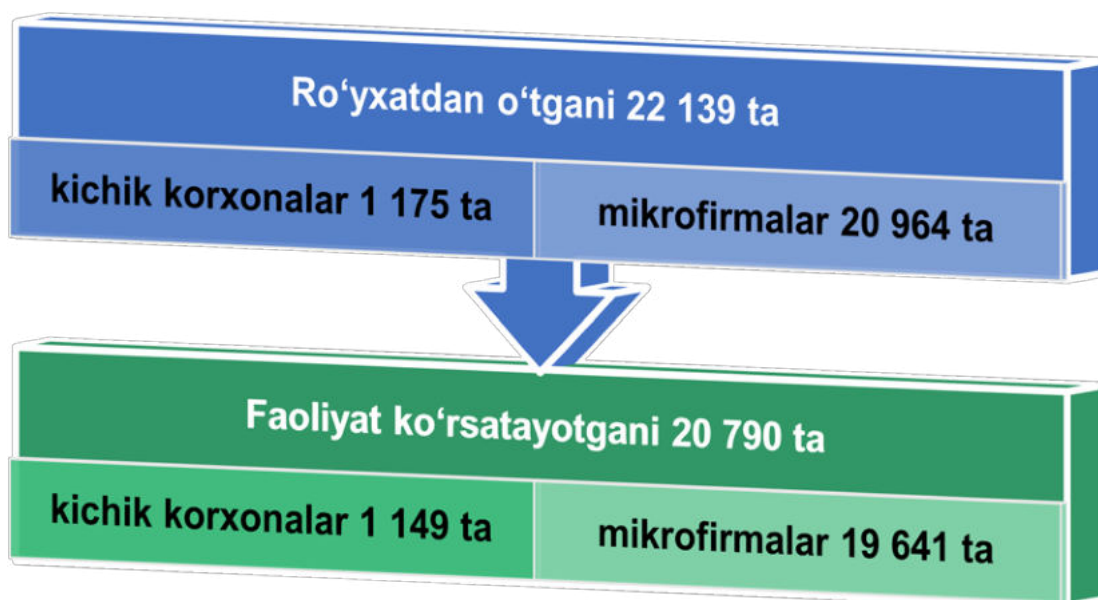 Ro‘yxatdan o‘tgani 22 139 ta
kichik korxonalar 1 175 ta
mikrofirmalar 20 964 ta
Faoliyat ko‘rsatayotgani 20 790 ta
kichik korxonalar 1 149 ta
mikrofirmalar 19 641 ta